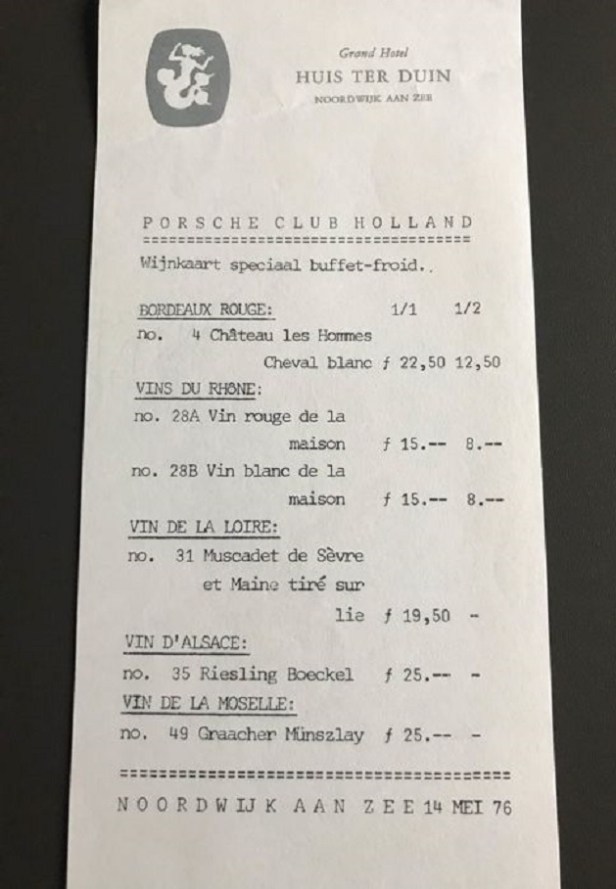 Grand Hotel
HUIS TER DUIN
NOORDWIJK AAN ZEE
PORSCHE CLUB HOLLAND
======================================
Wijnkaart speciaal buffet-froid..
BORDEAUX ROUGE: 1/1 1/2
no. 4 Château les Hommes
Cheval blanc ƒ 22,50 12,50
VINS DU RHÔNE:
no. 28A Vin rouge de la
maison ƒ 15.-- 8.--
no. 28B Vin blanc de la
maison ƒ 15.-- 8.--
VIN DE LA LOIRE:
no. 31 Muscadet de Sèvre
et Maine tiré sur
lie ƒ 19,50 -
VIN D'ALSACE:
no. 35 Riesling Boeckel ƒ 25.-- -
VIN DE LA MOSELLE:
no. 49 Graacher Münszlay ƒ 25.-- -
==========================================
NOORDWIJK AAN ZEE 14 MEI 76